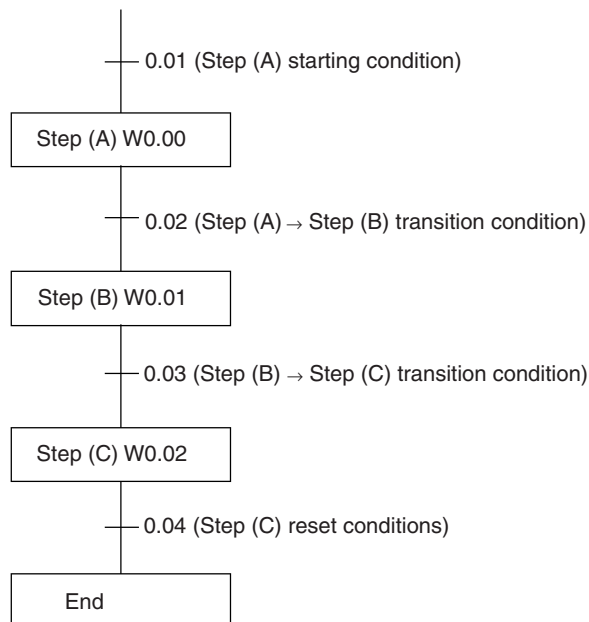 0.01 (Step (A) starting condition)
Step (A) W0.00
0.02 (Step (A) → Step (B) transition condition)
Step (B) W0.01
0.03 (Step (B) → Step (C) transition condition)
Step (C) W0.02
0.04 (Step (C) reset conditions)
End